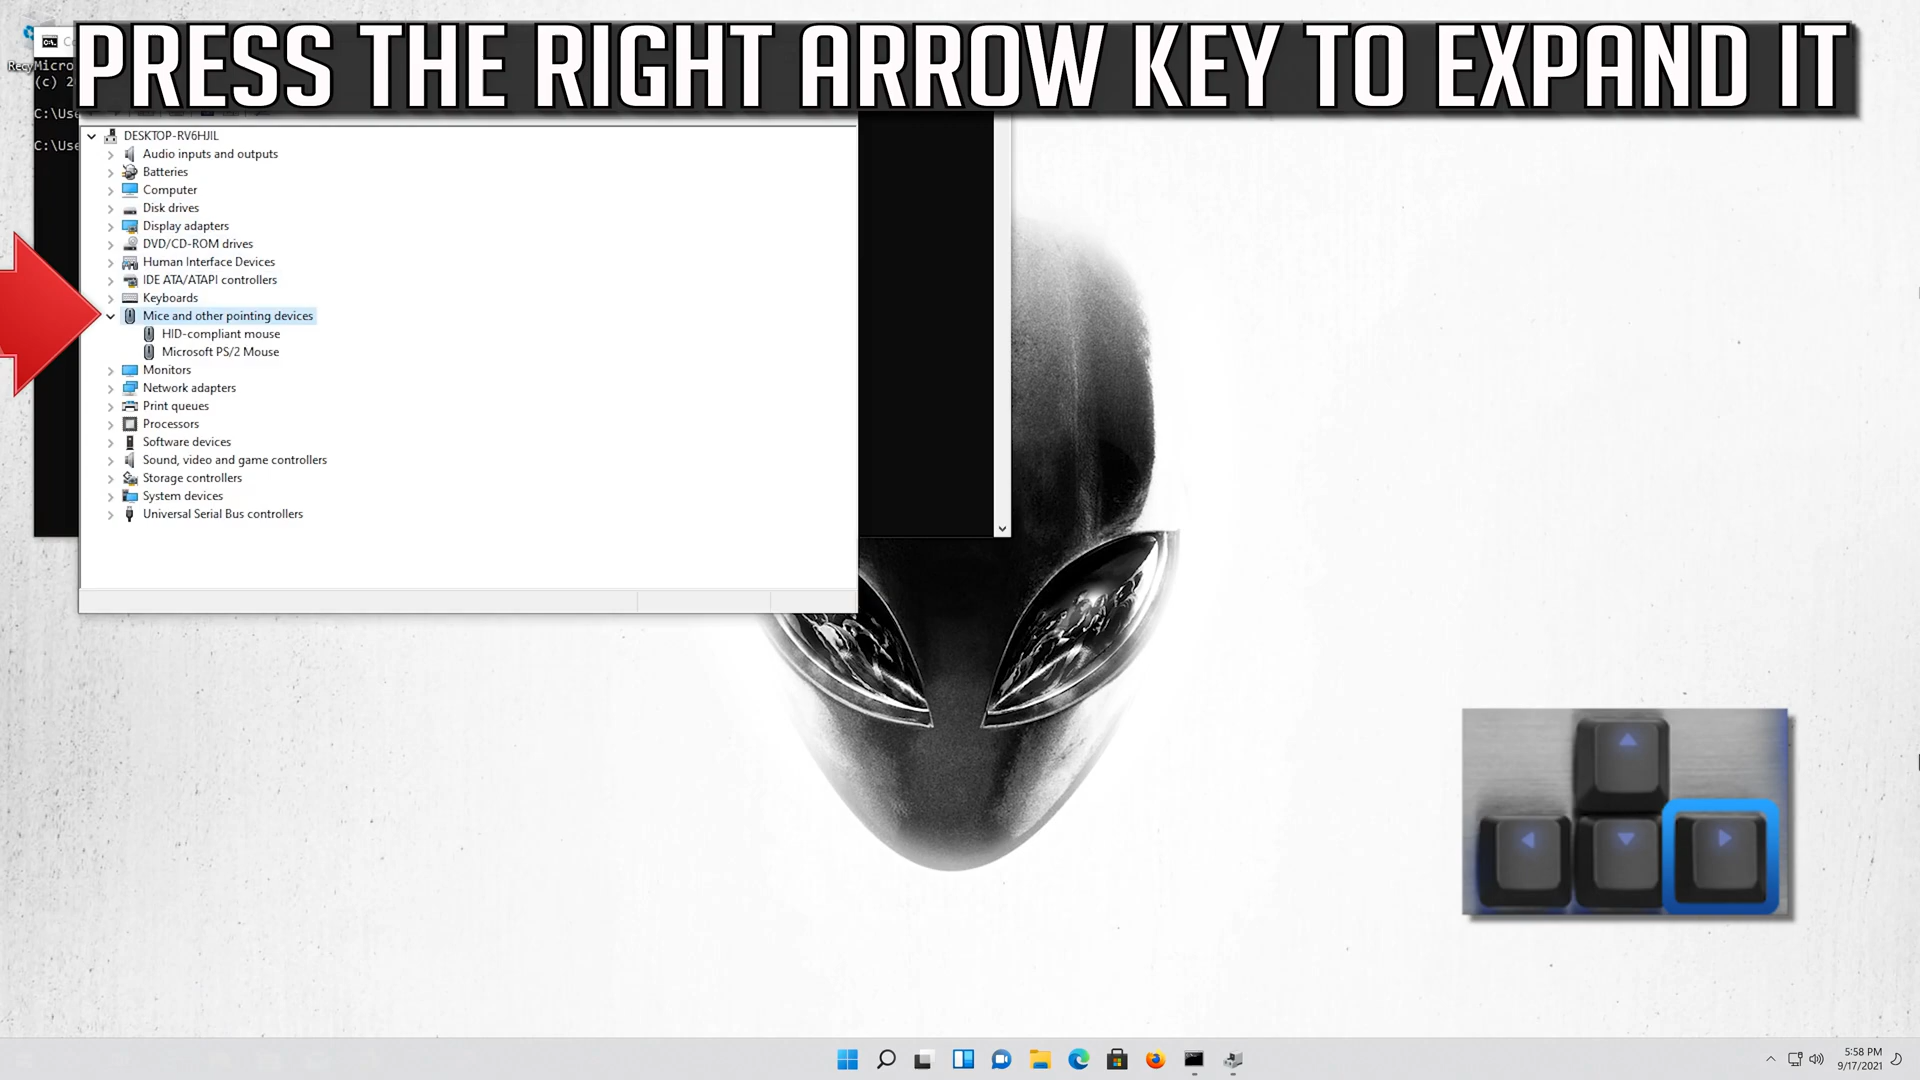 PRESS THE RIGHT ARROW KEY TO EXPAND IT
(c) 2
C:\Use
C:\Use
DESKTOP-RV6HJIL
Audio inputs and outputs
Batteries
Computer
Disk drives
Display adapters
DVD/CD-ROM drives
Human Interface Devices
IDE ATA/ATAPI controllers
Keyboards
Mice and other pointing devices
HID-compliant mouse
Microsoft PS/2 Mouse
Monitors
Network adapters
Print queues
Processors
Software devices
Sound, video and game controllers
Storage controllers
System devices
Universal Serial Bus controllers
5:58 PM
9/17/2021